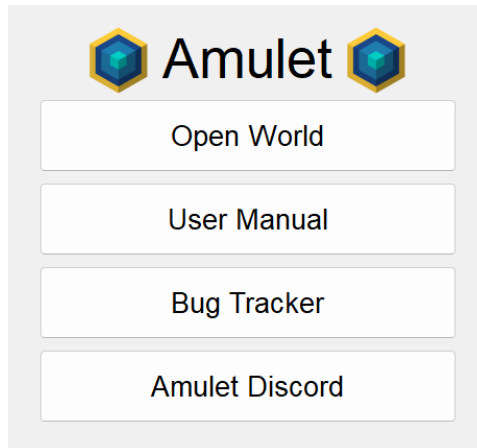 Amulet
Open World
User Manual
Bug Tracker
Amulet Discord